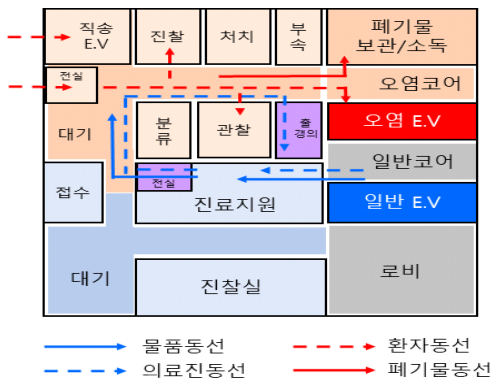 직송
E.V
진찰
처치
부
속
폐기물
보관/소독
전실
오염코어
대기
분
류
관찰
출
갱의
오염 E.V
일반코어
접수
전실
진료지원
일반 E.V
대기
진찰실
로비
물품동선
환자동선
의료진동선
폐기물동선